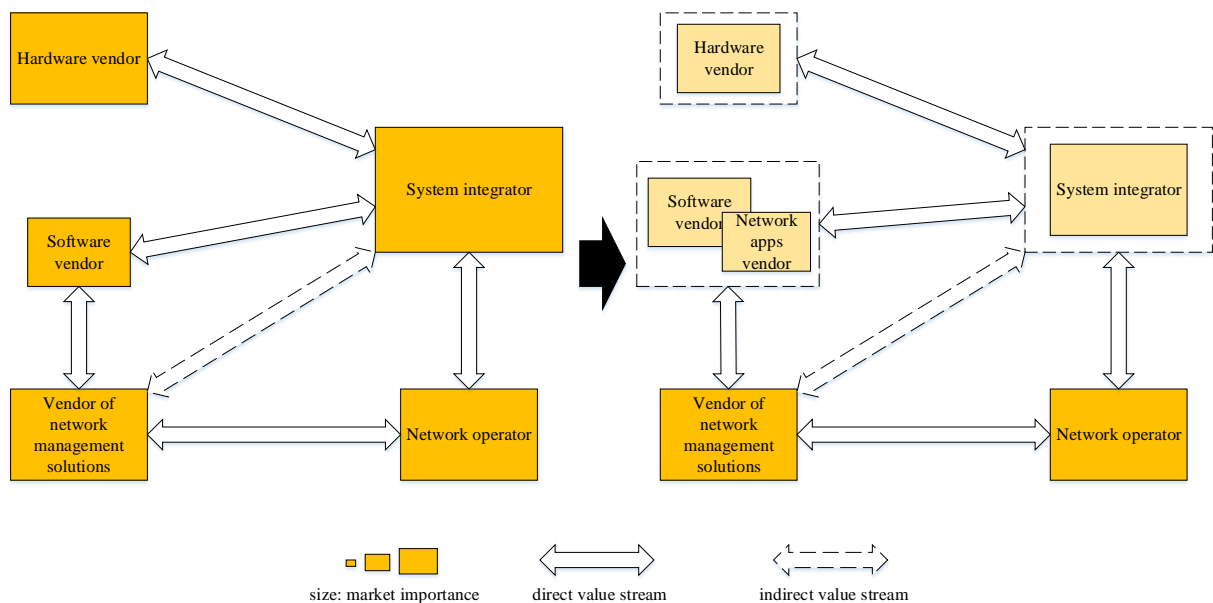 Hardware vendor
System integrator
Software
vendor
Vendor of
network
management
solutions
Network operator
Hardware
vendor
System integrator
Software
vendor
Network
apps
vendor
Vendor of
network
management
solutions
Network operator
size: market importance
direct value stream
indirect value stream